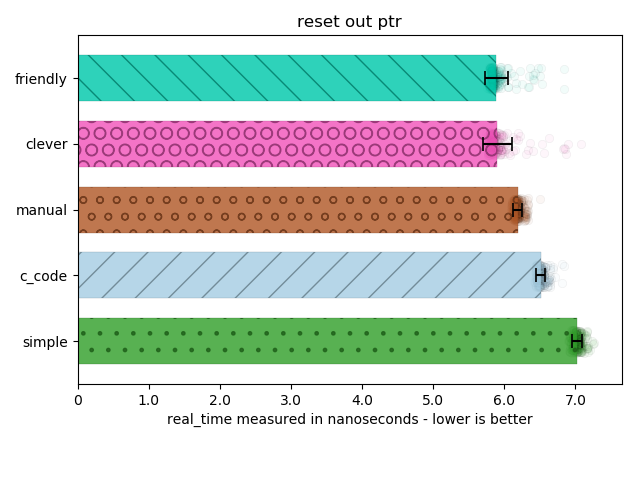 reset out ptr
friendly
clever
manual
c_code
simple
0 1.0 2.0 3.0 4.0 5.0 6.0 7.0
real_time measured in nanoseconds - lower is better